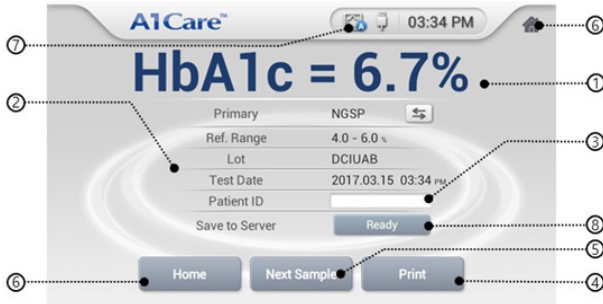 A1Care™ 03:34 PM
⑦ ⑥
HbA1c = 6.7% ①
② Primary NGSP
Ref. Range 4.0 - 6.0 %
Lot DCIUAB
Test Date 2017.03.15 03:34 PM
Patient ID ③
Save to Server Ready ⑧
⑤
⑥ Home Next Sample Print ④